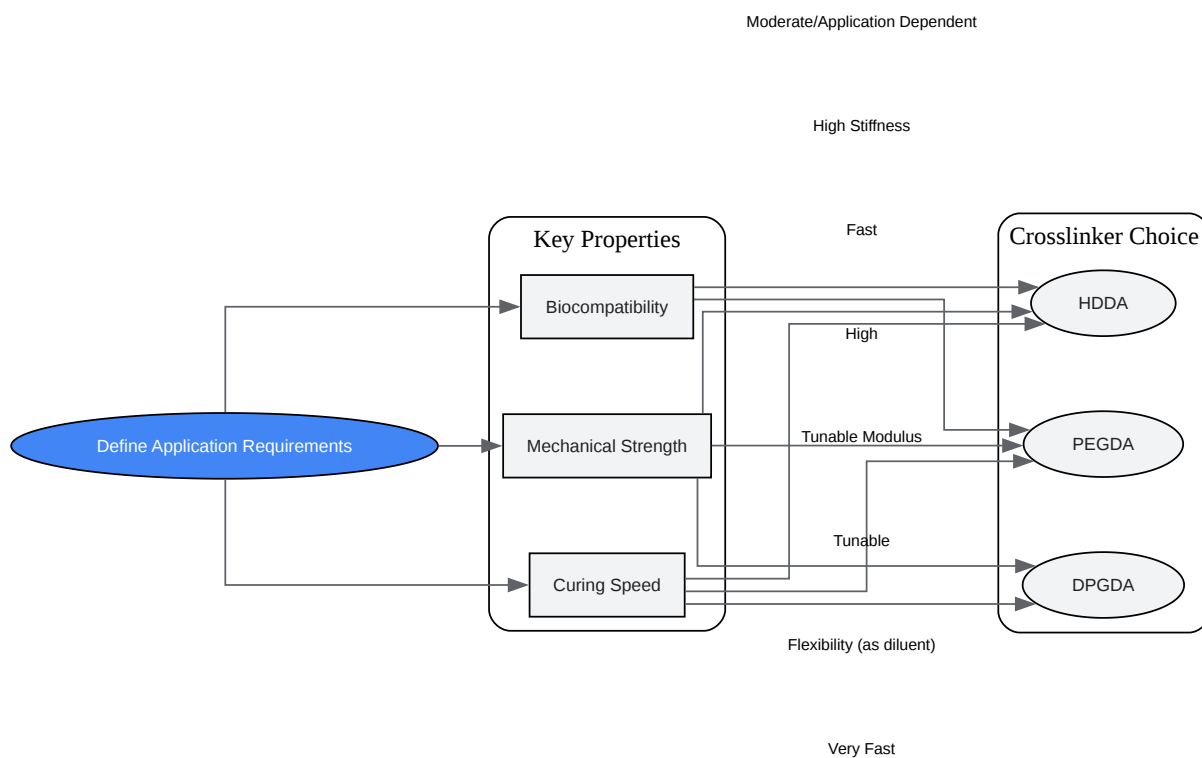 Moderate/Application Dependent
High Stiffness
Fast
Key Properties
Crosslinker Choice
Biocompatibility
HDDA
High
Define Application Requirements
Mechanical Strength
Tunable Modulus
PEGDA
Tunable
Curing Speed
DPGDA
Flexibility (as diluent)
Very Fast